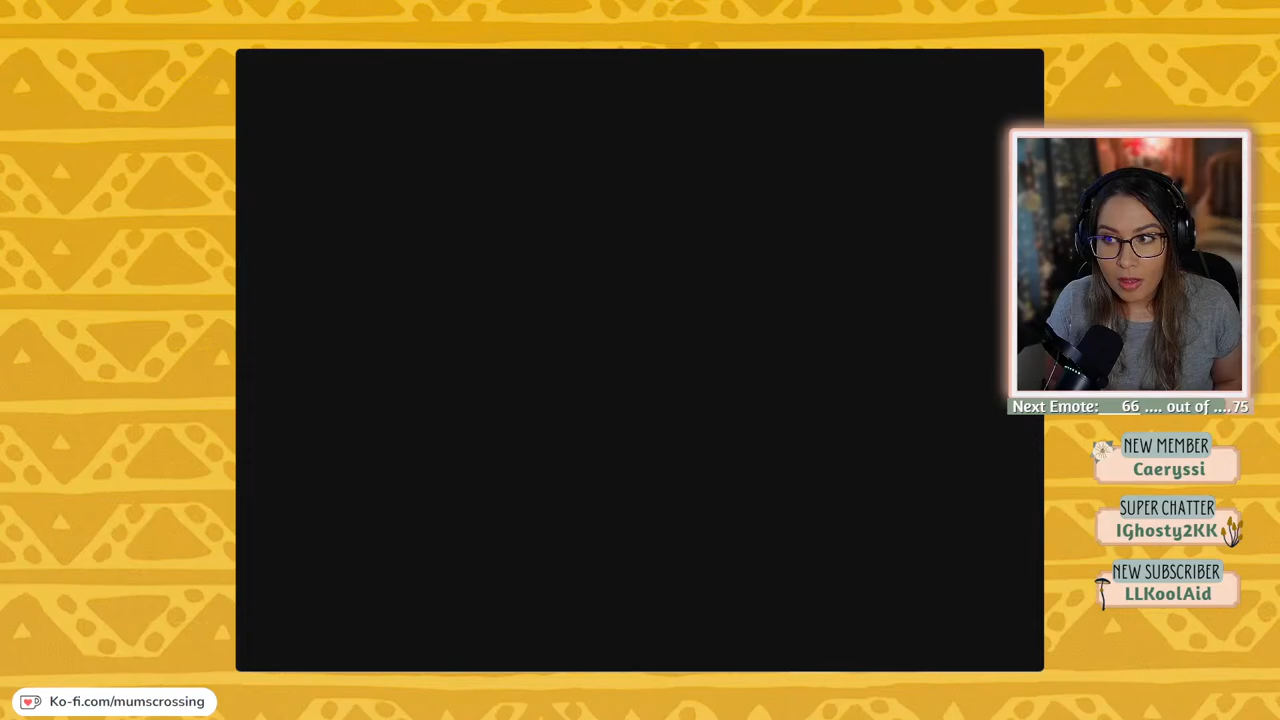 Next Emote: 66 .... out of ....75
NEW MEMBER
Caeryssi
SUPER CHATTER
IGhosty2KK
NEW SUBSCRIBER
LLKoolAid
Ko-fi.com/mumscrossing